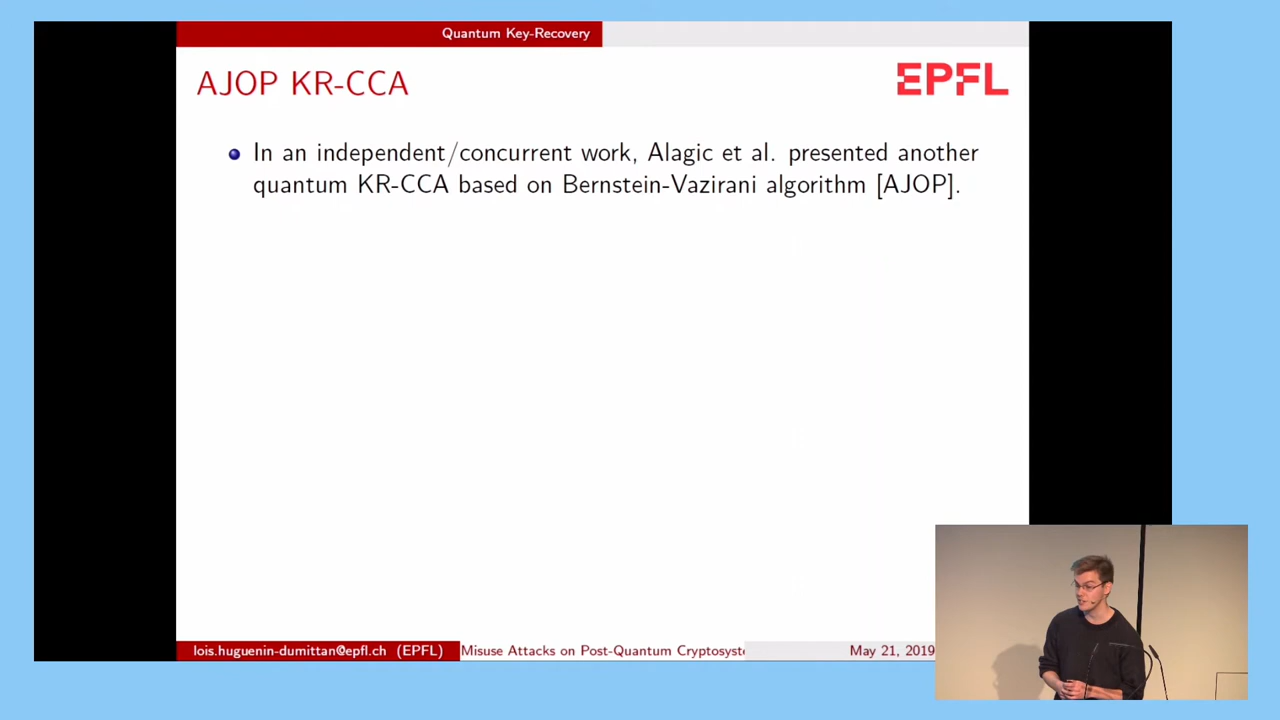 Quantum Key-Recovery
AJOP KR-CCA
EPFL
In an independent/concurrent work, Alagic et al. presented another
quantum KR-CCA based on Bernstein-Vazirani algorithm [AJOP].
lois.huguenin-dumittan@epfl.ch (EPFL)
Misuse Attacks on Post-Quantum
May 21, 2019